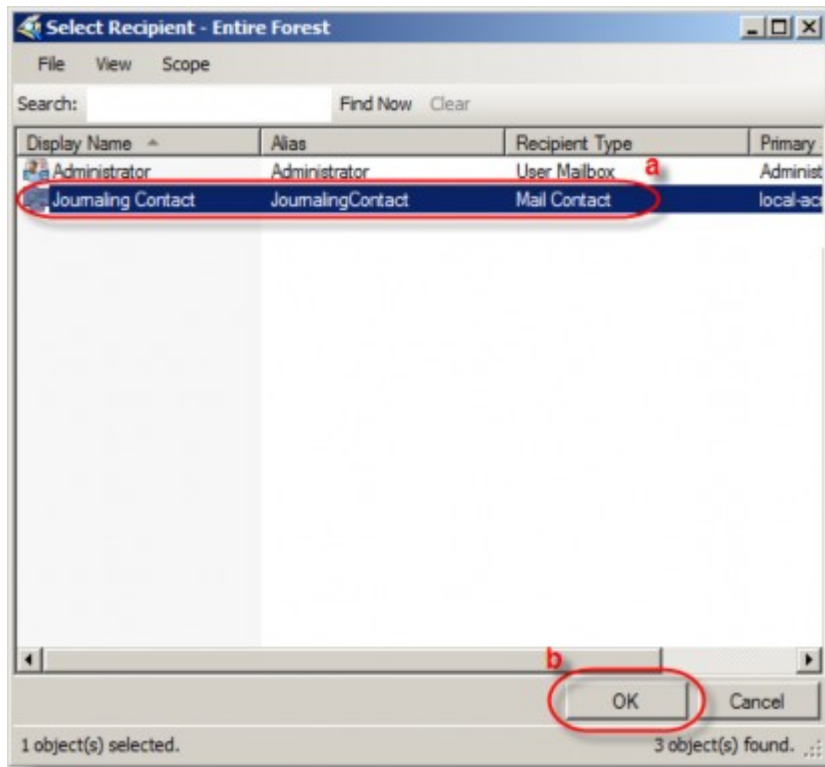 Select Recipient - Entire Forest
File View Scope
Search: Find Now Clear
Display Name Alias Recipient Type Primary
Administrator Administrator User Mailbox a Administ
Journaling Contact JournalingContact Mail Contact local-acr
b
OK Cancel
1 object(s) selected. 3 object(s) found.